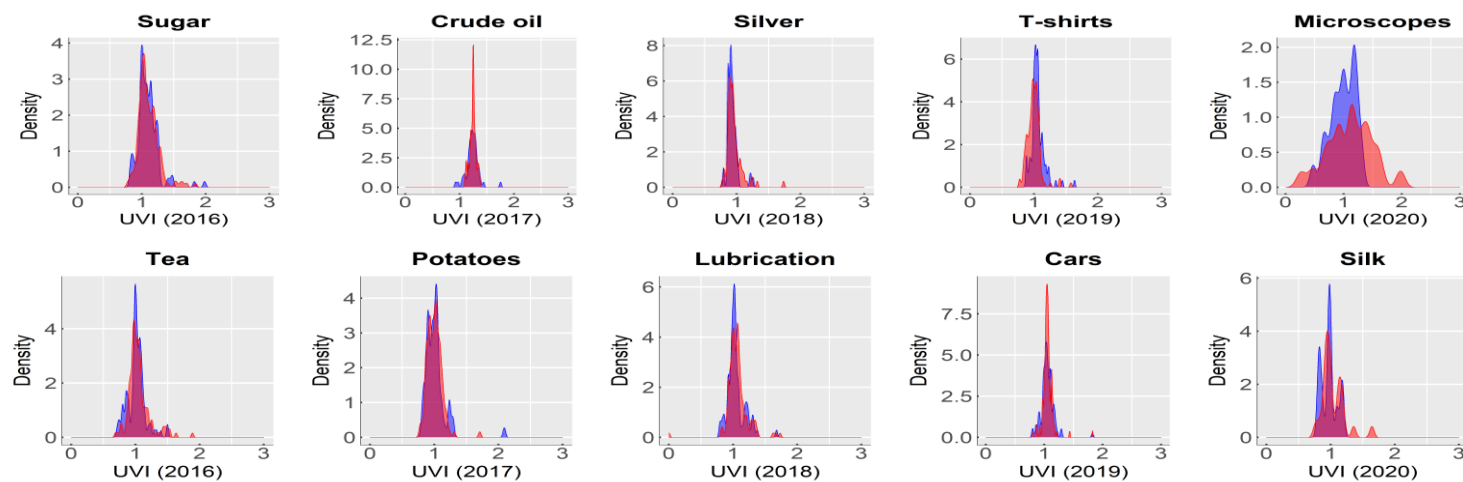 Sugar
Density
4
3
2
1
0
0 1 2 3
UVI (2016)
Crude oil
Density
12.5
10.0
7.5
5.0
2.5
0.0
0 1 2 3
UVI (2017)
Silver
Density
8
6
4
2
0
0 1 2 3
UVI (2018)
T-shirts
Density
6
4
2
0
0 1 2 3
UVI (2019)
Microscopes
Density
2.0
1.5
1.0
0.5
0.0
0 1 2 3
UVI (2020)
Tea
Density
4
2
0
0 1 2 3
UVI (2016)
Potatoes
Density
4
3
2
1
0
0 1 2 3
UVI (2017)
Lubrication
Density
6
4
2
0
0 1 2 3
UVI (2018)
Cars
Density
7.5
5.0
2.5
0.0
0 1 2 3
UVI (2019)
Silk
Density
6
4
2
0
0 1 2 3
UVI (2020)